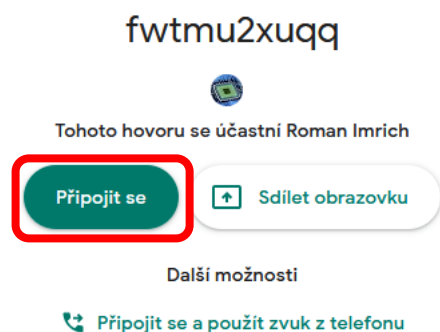 fwtmu2xuqq
Tohoto hovoru se účastní Roman Imrich
Připojit se
Sdílet obrazovku
Další možnosti
Připojit se a použít zvuk z telefonu